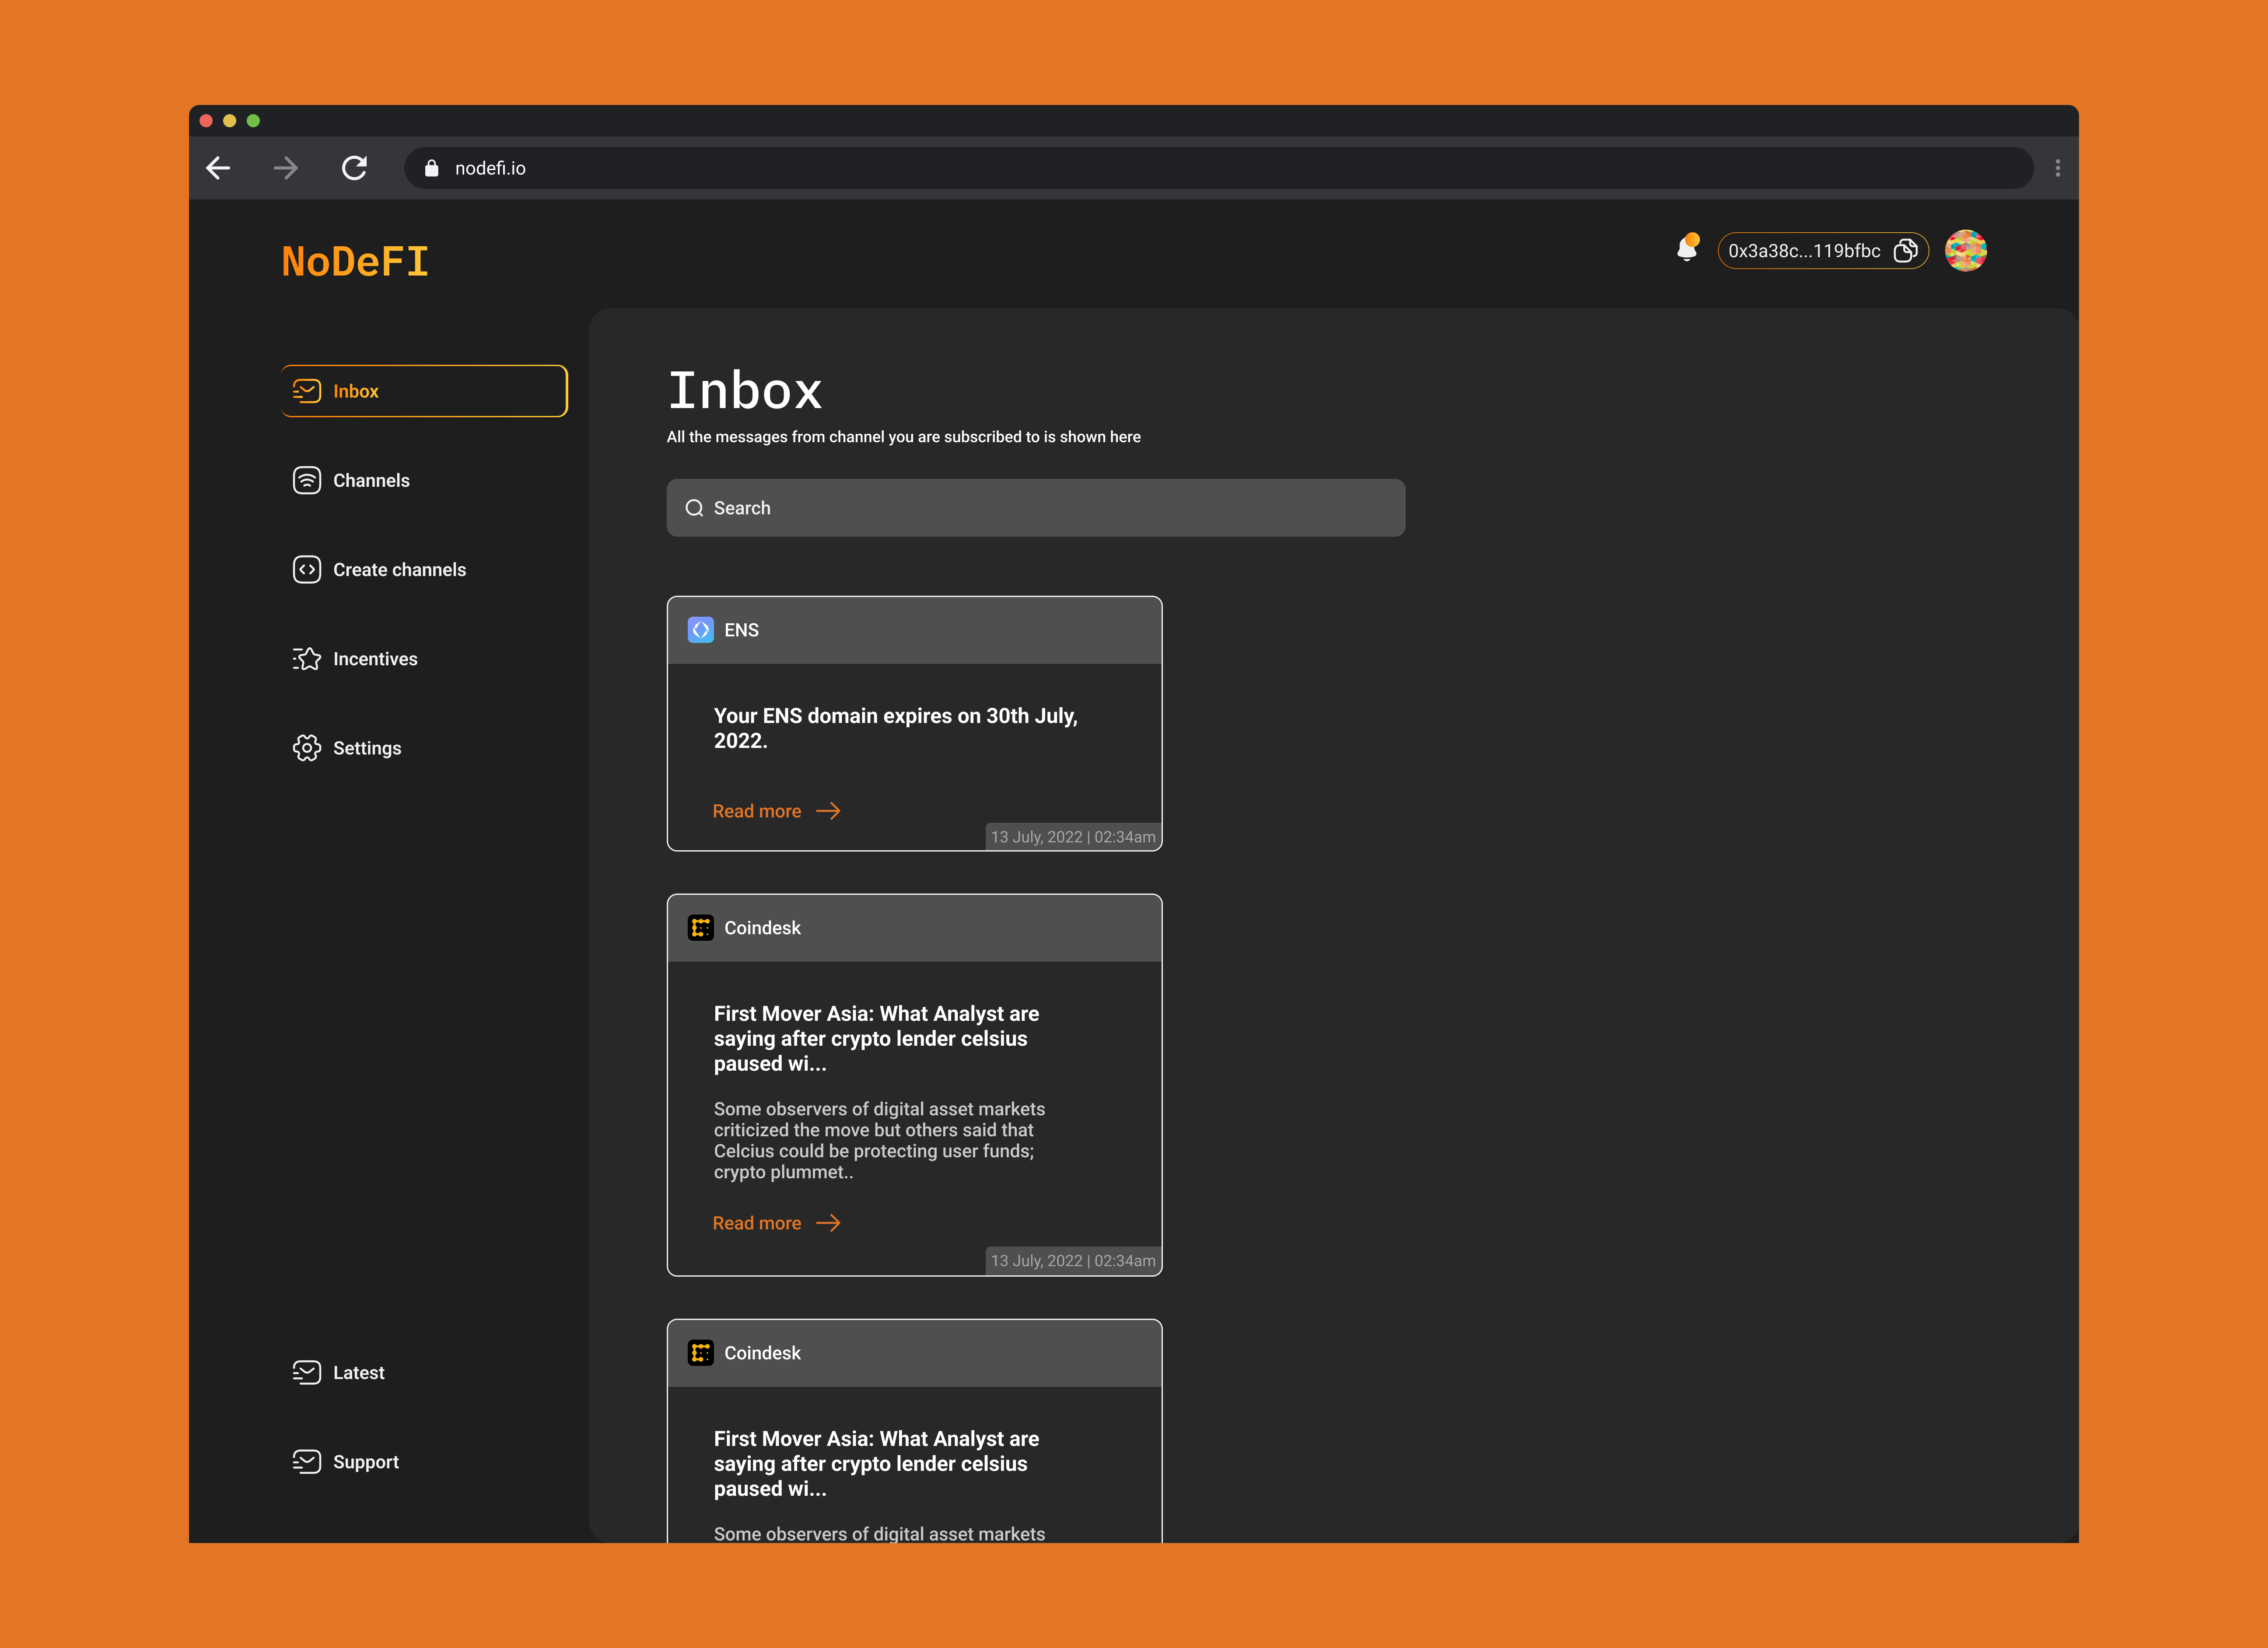 nodefi.io
NoDeFI
0x3a38c...119bfbc
Inbox
Channels
Create channels
Incentives
Settings
Latest
Support
Inbox
All the messages from channel you are subscribed to is shown here
Search
ENS
Your ENS domain expires on 30th July,
2022.
Read more
13 July, 2022 | 02:34am
Coindesk
First Mover Asia: What Analyst are
saying after crypto lender celsius
paused wi...
Some observers of digital asset markets
criticized the move but others said that
Celcius could be protecting user funds;
crypto plummet..
Read more
13 July, 2022 | 02:34am
Coindesk
First Mover Asia: What Analyst are
saying after crypto lender celsius
paused wi...
Some observers of digital asset markets